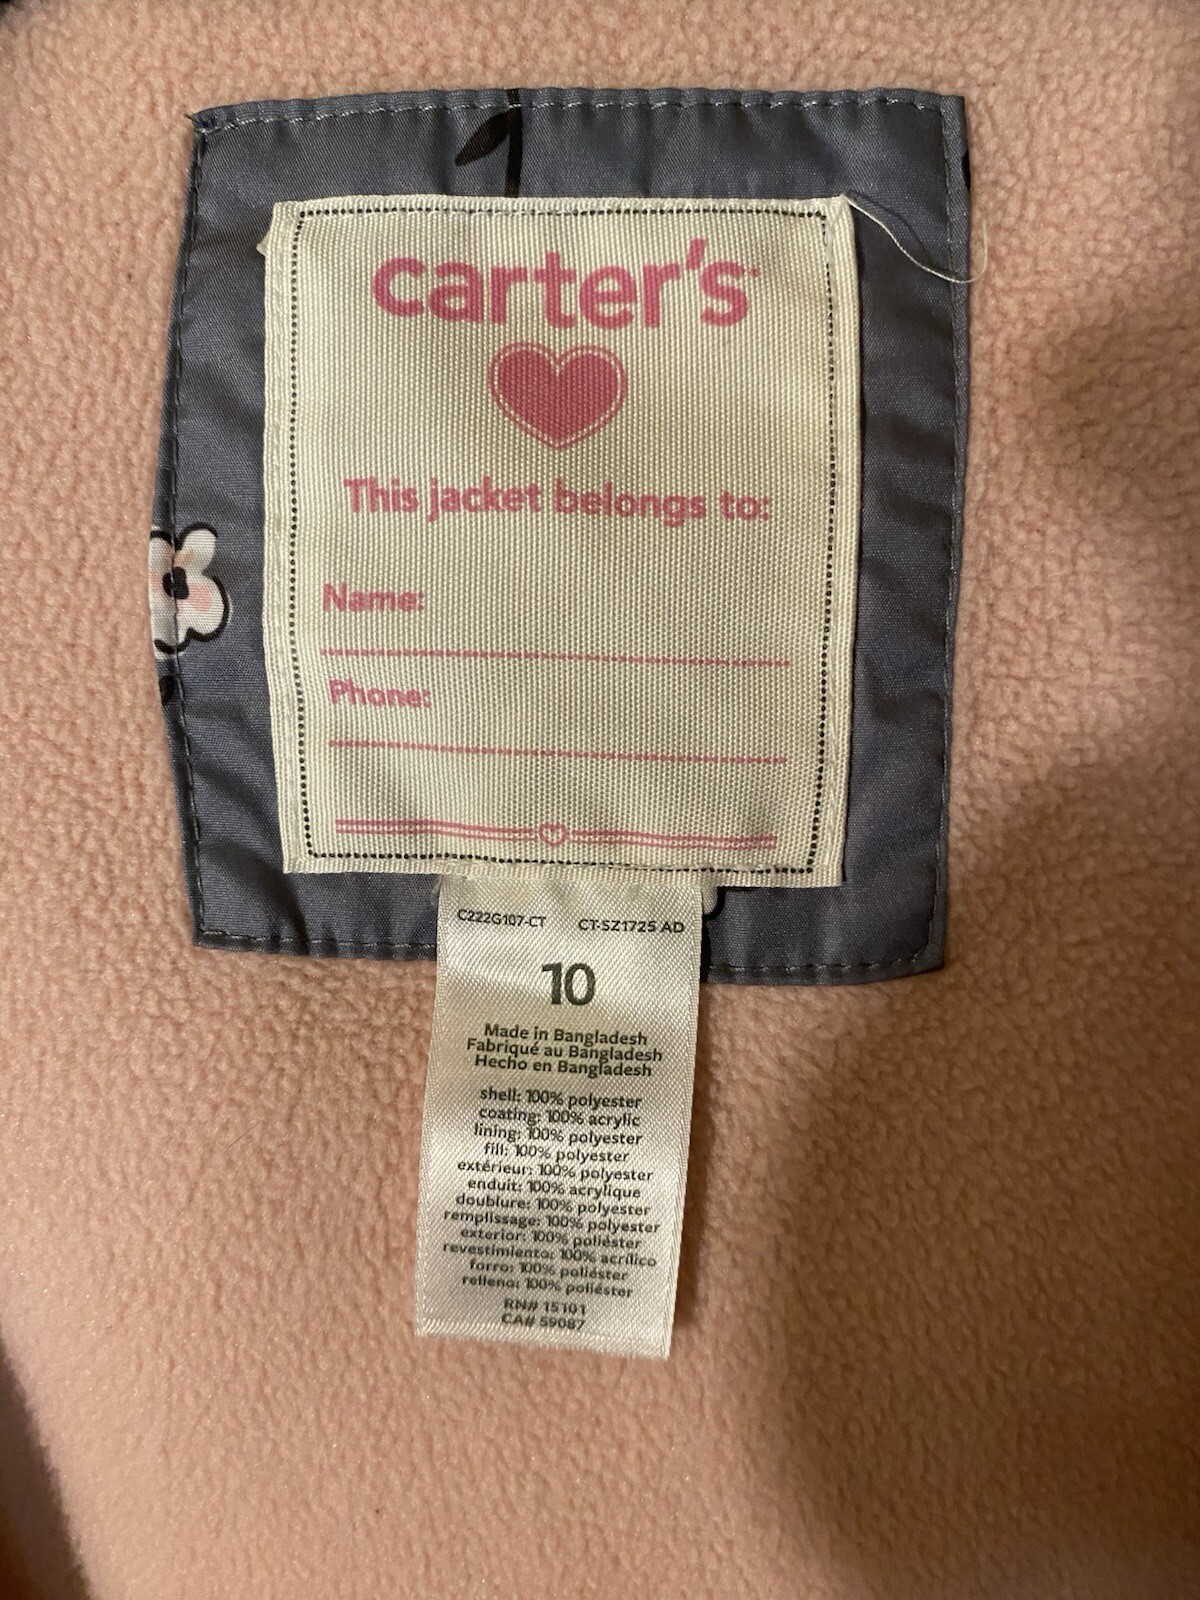 carter's
This jacket belongs to:
Name:
Phone:
C222G107-CT CT-SZ1725 AD
10
Made in Bangladesh
Fabriqué au Bangladesh
Hecho en Bangladesh
shell: 100% polyester
coating: 100% acrylic
lining: 100% polyester
fill: 100% polyester
extérieur: 100% polyester
enduit: 100% acrylique
doublure: 100% polyester
remplissage: 100% polyester
exterior: 100% poliéster
revestimiento: 100% acrílico
forro: 100% poliéster
relleno: 100% poliéster
RN# 15101
CA# 59087